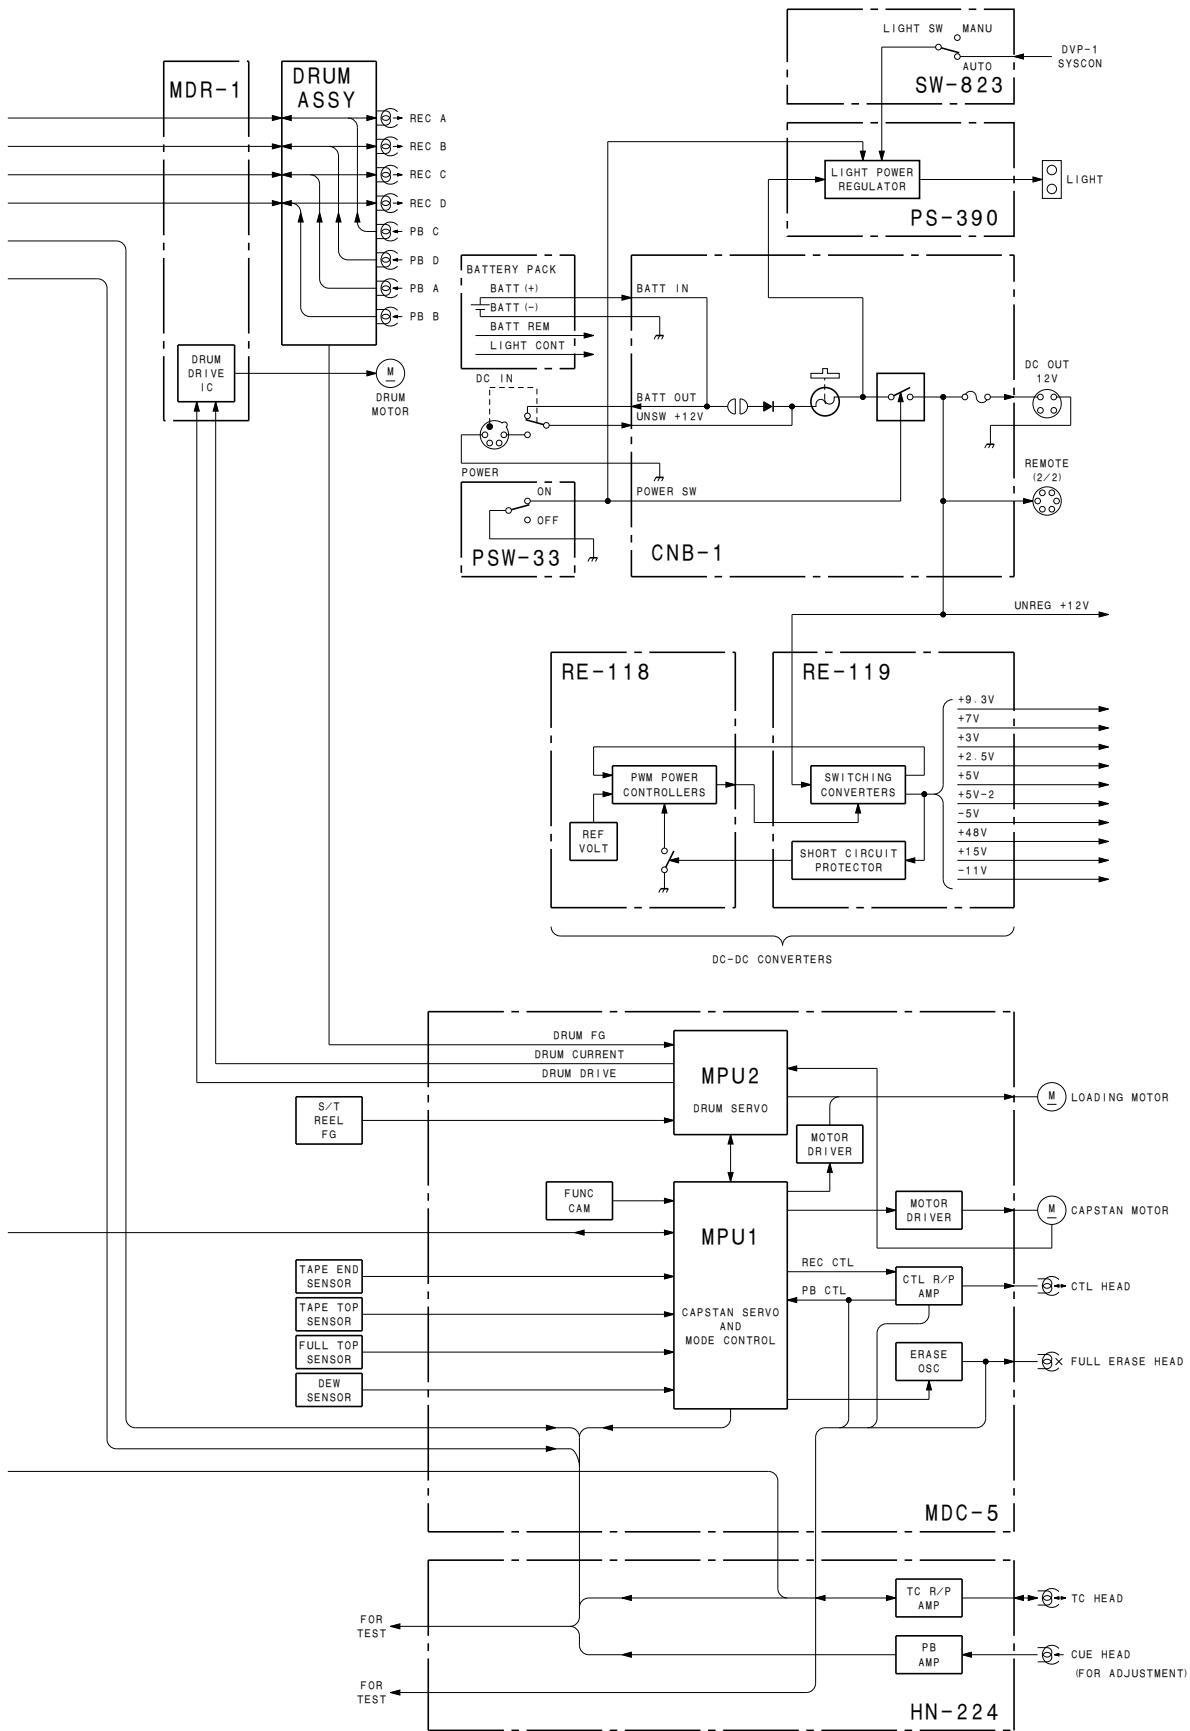 LIGHT SW
MANU
AUTO
DVP-1
SYSCON
SW-823
MDR-1
DRUM
ASSY
REC A
REC B
REC C
REC D
PB C
PB D
PB A
PB B
LIGHT POWER
REGULATOR
LIGHT
PS-390
BATTERY PACK
BATT (+)
BATT (-)
BATT REM
LIGHT CONT
BATT IN
DRUM
DRIVE
IC
M
DRUM
MOTOR
DC IN
BATT OUT
UNSW +12V
DC OUT
12V
POWER
ON
OFF
PSW-33
POWER SW
REMOTE
(2/2)
CNB-1
UNREG +12V
RE-118
RE-119
+9.3V
+7V
+3V
+2.5V
+5V
+5V-2
-5V
+48V
+15V
-11V
PWM POWER
CONTROLLERS
SWITCHING
CONVERTERS
REF
VOLT
SHORT CIRCUIT
PROTECTOR
DC-DC CONVERTERS
DRUM FG
DRUM CURRENT
DRUM DRIVE
MPU2
DRUM SERVO
S/T
REEL
FG
M
LOADING MOTOR
MOTOR
DRIVER
FUNC
CAM
MPU1
CAPSTAN SERVO
AND
MODE CONTROL
MOTOR
DRIVER
M
CAPSTAN MOTOR
TAPE END
SENSOR
TAPE TOP
SENSOR
FULL TOP
SENSOR
DEW
SENSOR
REC CTL
PB CTL
CTL R/P
AMP
CTL HEAD
ERASE
OSC
FULL ERASE HEAD
MDC-5
TC R/P
AMP
TC HEAD
FOR
TEST
PB
AMP
CUE HEAD
(FOR ADJUSTMENT)
FOR
TEST
HN-224